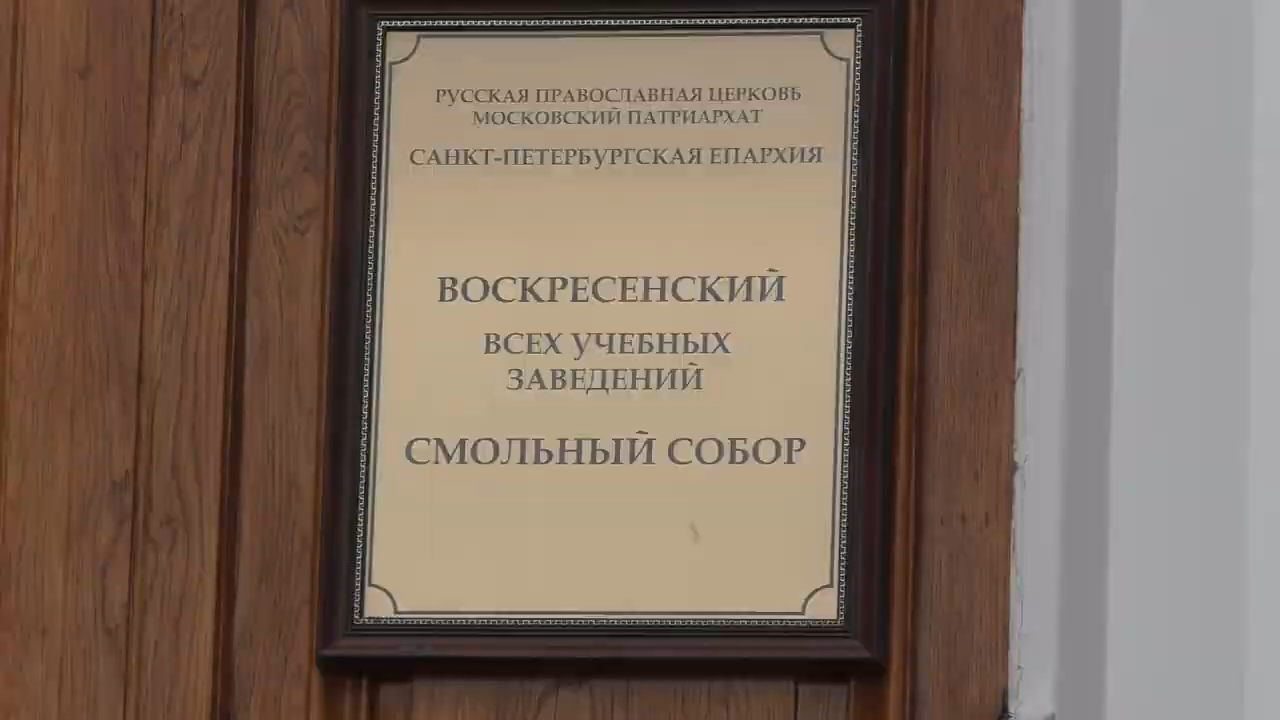 РУССКАЯ ПРАВОСЛАВНАЯ ЦЕРКОВЬ
МОСКОВСКИЙ ПАТРИАРХАТ
САНКТ-ПЕТЕРБУРГСКАЯ ЕПАРХИЯ
ВОСКРЕСЕНСКИЙ
ВСЕХ УЧЕБНЫХ
ЗАВЕДЕНИЙ
СМОЛЬНЫЙ СОБОР